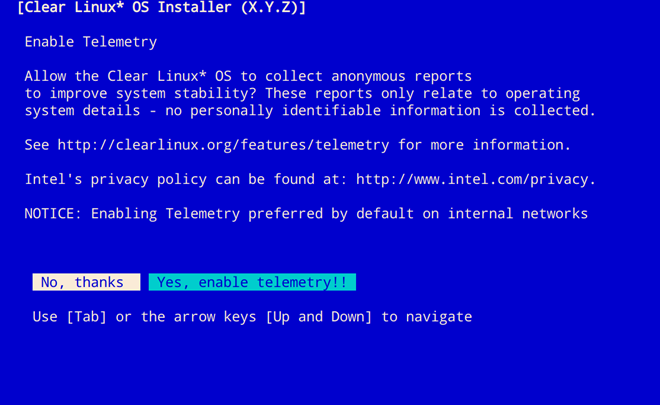 [Clear Linux* OS Installer (X.Y.Z)]
Enable Telemetry
Allow the Clear Linux* OS to collect anonymous reports
to improve system stability? These reports only relate to operating
system details - no personally identifiable information is collected.
See http://clearlinux.org/features/telemetry for more information.
Intel's privacy policy can be found at: http://www.intel.com/privacy.
NOTICE: Enabling Telemetry preferred by default on internal networks
No, thanks Yes, enable telemetry!!
Use [Tab] or the arrow keys [Up and Down] to navigate